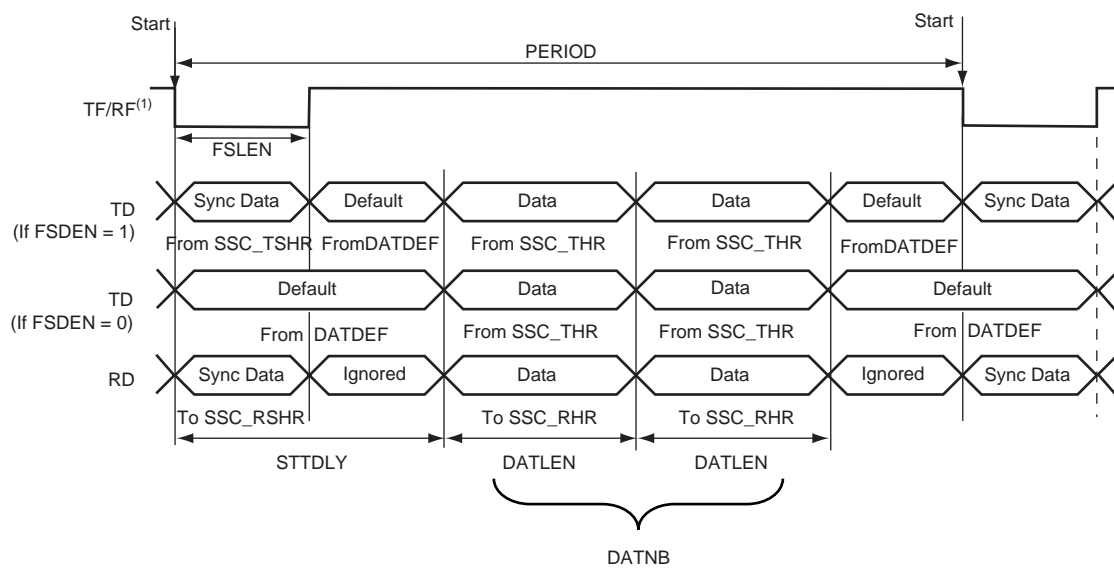 Start
Start
PERIOD
TF/RF(1)
FSLEN
TD
(If FSDEN = 1)
Sync Data
Default
Data
Data
Default
Sync Data
From SSC_TSHR
FromDATDEF
From SSC_THR
From SSC_THR
FromDATDEF
TD
(If FSDEN = 0)
Default
Data
Data
Default
From DATDEF
From SSC_THR
From SSC_THR
From DATDEF
RD
Sync Data
Ignored
Data
Data
Ignored
Sync Data
To SSC_RSHR
To SSC_RHR
To SSC_RHR
STTDLY
DATLEN
DATLEN
DATNB